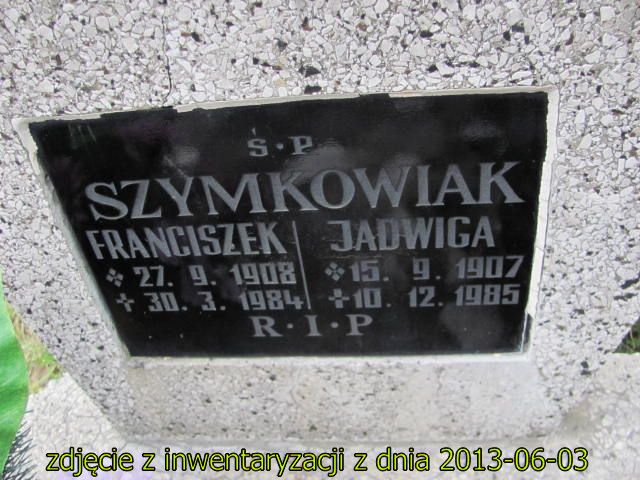 Ś·P
SZYMKOWIAK
FRANCISZEK JADWIGA
27. 9. 1908 15. 9. 1907
✝ 30. 3. 1984 ✝ 10. 12. 1985
R·I·P
zdjęcie z inwentaryzacji z dnia 2013-06-03